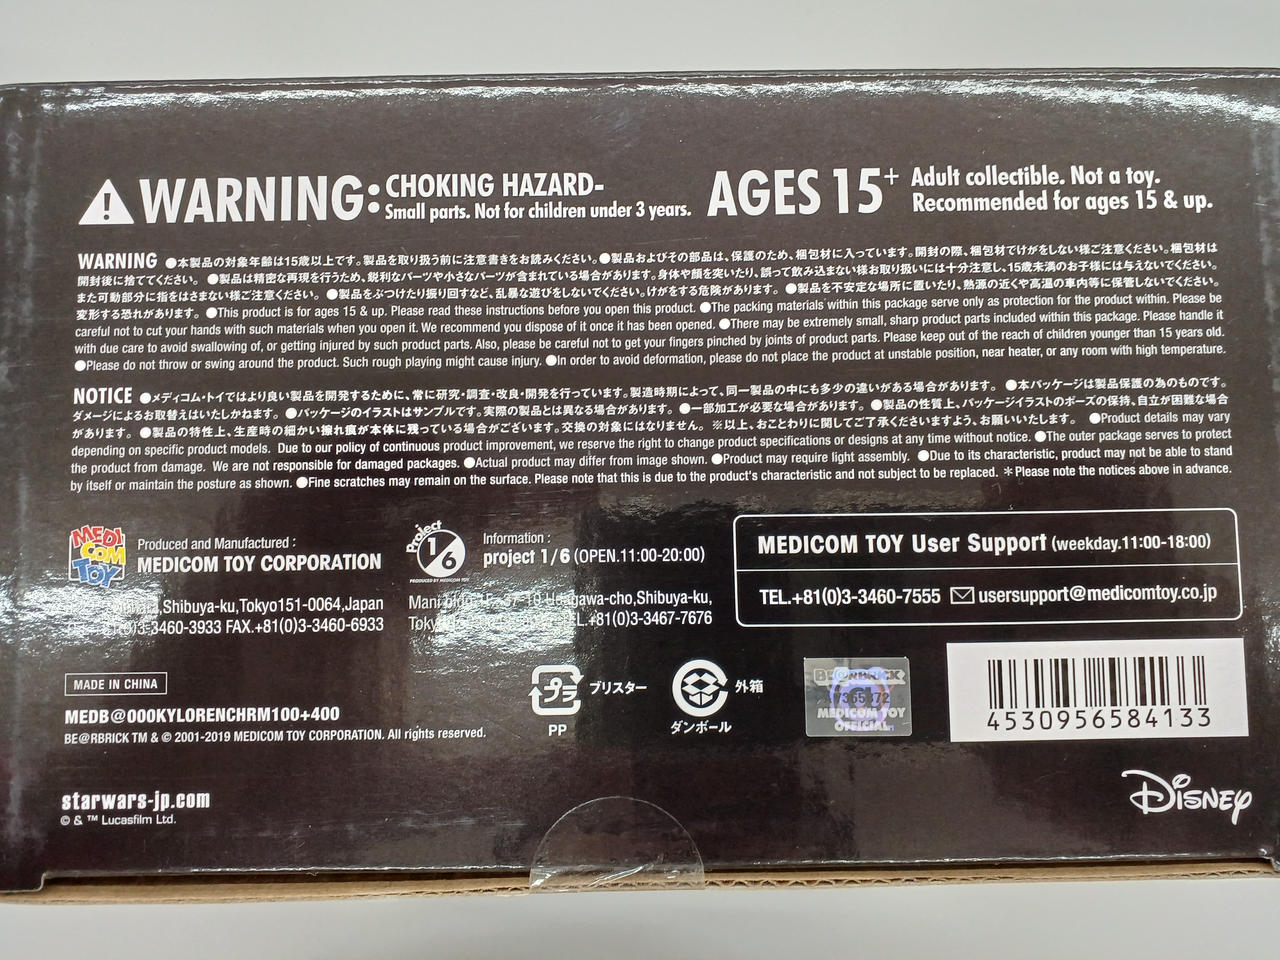 WARNING: CHOKING HAZARD-
Small parts. Not for children under 3 years.
AGES 15+ Adult collectible. Not a toy.
Recommended for ages 15 & up.
WARNING ●本製品の対象年齢は15歳以上です。製品を取り扱う前に注意書きをお読みください。●製品およびその部品は、保護のため、梱包材に入っています。開封の際、梱包材でけがをしない様ご注意ください。梱包材は
開封後に捨ててください。 ●製品は精密な再現を行うため、鋭利なパーツや小さなパーツが含まれている場合があります。身体や顔を突いたり、誤って飲み込まない様お取り扱いには十分注意し、15歳未満のお子様には与えないでください。
また可動部分に指をはさまない様ご注意ください。 ●製品をぶつけたり振り回すなど、乱暴な遊びをしないでください。けがをする危険があります。 ●製品を不安定な場所に置いたり、熱源の近くや高温の車内等に保管しないでください。
変形する恐れがあります。 ●This product is for ages 15 & up. Please read these instructions before you open this product. ●The packing materials within this package serve only as protection for the product within. Please be
careful not to cut your hands with such materials when you open it. We recommend you dispose of it once it has been opened. ●There may be extremely small, sharp product parts included within this package. Please handle it
with due care to avoid swallowing of, or getting injured by such product parts. Also, please be careful not to get your fingers pinched by joints of product parts. Please keep out of the reach of children younger than 15 years old.
●Please do not throw or swing around the product. Such rough playing might cause injury. ●In order to avoid deformation, please do not place the product at unstable position, near heater, or any room with high temperature.
NOTICE ●メディコム・トイではより良い製品を開発するために、常に研究・調査・改良・開発を行っています。製造時期によって、同一製品の中にも多少の違いがある場合があります。 ●本パッケージは製品保護の為のものです。
ダメージによるお取替えはいたしかねます。 ●パッケージのイラストはサンプルです。実際の製品とは異なる場合があります。 ●一部加工が必要な場合があります。 ●製品の性質上、パッケージイラストのポーズの保持、自立が困難な場合
があります。 ●製品の特性上、生産時の細かい擦れ痕が本体に残っている場合がございます。交換の対象にはなりません。 ※以上、おことわりに関してご了承くださいますよう、お願いいたします。 ●Product details may vary
depending on specific product models. Due to our policy of continuous product improvement, we reserve the right to change product specifications or designs at any time without notice. ●The outer package serves to protect
the product from damage. We are not responsible for damaged packages. ●Actual product may differ from image shown. ●Product may require light assembly. ●Due to its characteristic, product may not be able to stand
by itself or maintain the posture as shown. ●Fine scratches may remain on the surface. Please note that this is due to the product's characteristic and not subject to be replaced. ＊Please note the notices above in advance.
MEDI COM TOY
Produced and Manufactured :
MEDICOM TOY CORPORATION
,Shibuya-ku,Tokyo151-0064,Japan
3-3460-3933 FAX.+81(0)3-3460-6933
Project 1/6
PRODUCED BY MEDICOM TOY
Information :
project 1/6 (OPEN.11:00-20:00)
Shibuya-ku,
+81(0)3-3467-7676
MEDICOM TOY User Support (weekday.11:00-18:00)
TEL.+81(0)3-3460-7555 usersupport@medicomtoy.co.jp
MADE IN CHINA
MEDB@000KYLORENCHRM100+400
BE@RBRICK TM & © 2001-2019 MEDICOM TOY CORPORATION. All rights reserved.
プラ ブリスター
PP
外箱
ダンボール
BE@RBRICK
MEDICOM TOY
OFFICIAL
4530956584133
starwars-jp.com
© & ™ Lucasfilm Ltd.
Disney